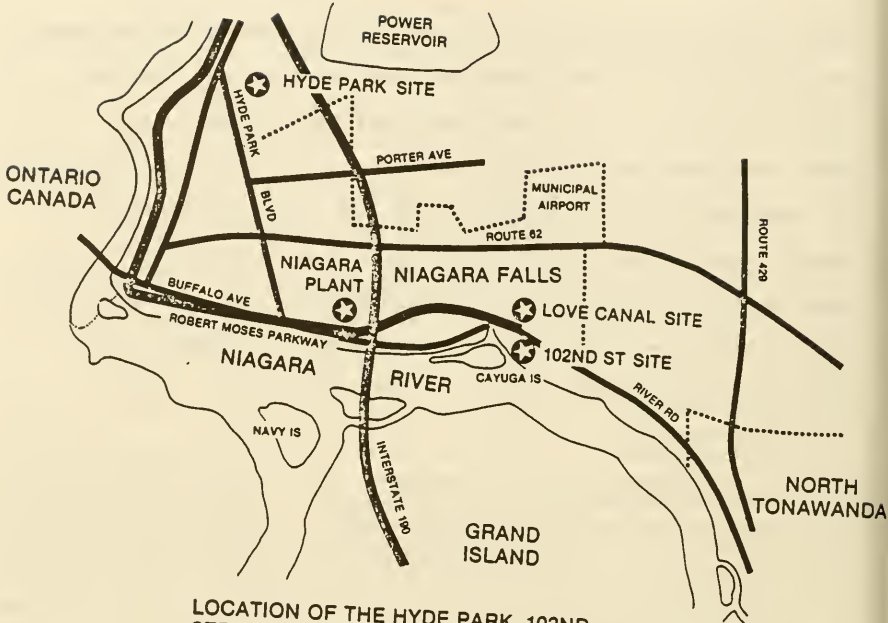 POWER
RESERVOIR
HYDE PARK SITE
HYDE PARK
BLVD
ONTARIO
CANADA
PORTER AVE
MUNICIPAL
AIRPORT
ROUTE 62
ROUTE 429
NIAGARA
PLANT
NIAGARA FALLS
BUFFALO AVE
LOVE CANAL SITE
ROBERT MOSES PARKWAY
102ND ST SITE
NIAGARA
RIVER
CAYUGA IS
RIVER RD
NAVY IS
INTERSTATE 190
NORTH
TONAWANDA
GRAND
ISLAND
LOCATION OF THE HYDE PARK, 102ND